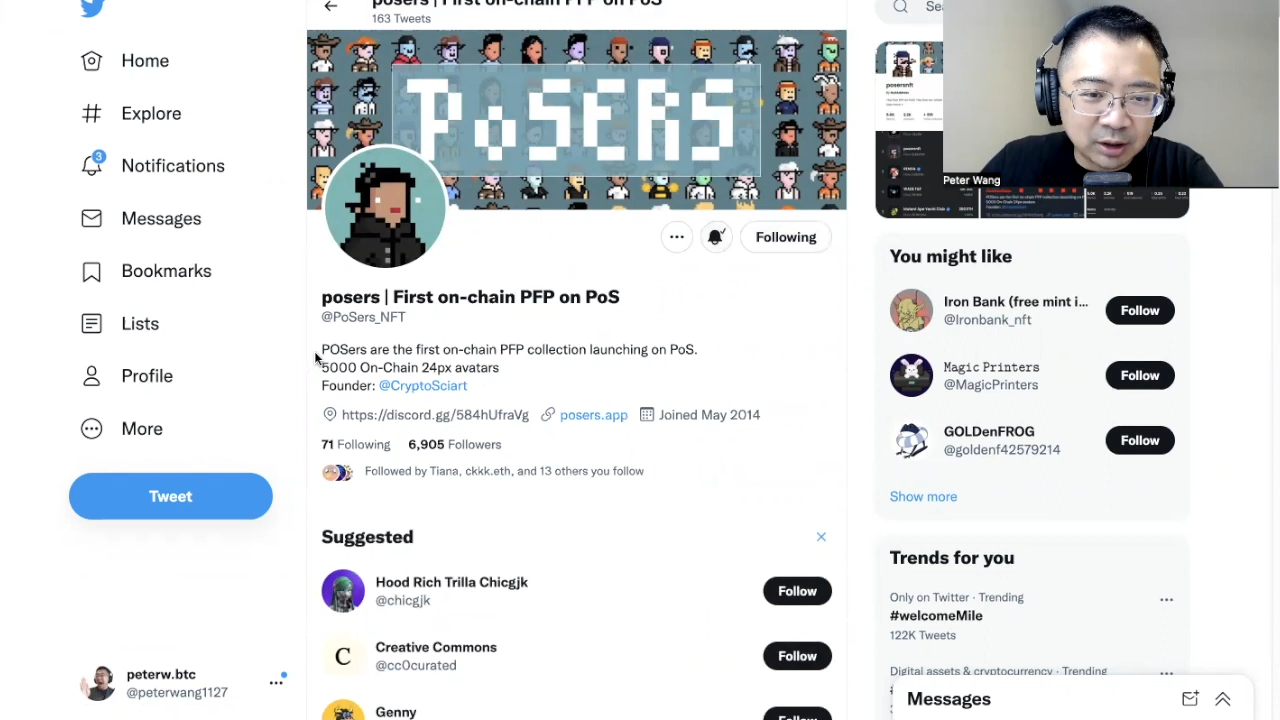 posers | First on-chain PFP on PoS
163 Tweets
Home
Explore
3
Notifications
Messages
Bookmarks
Lists
Profile
More
Tweet
peterw.btc
@peterwang1127
POSERS
Following
posers | First on-chain PFP on PoS
@PoSers_NFT
POSers are the first on-chain PFP collection launching on PoS.
5000 On-Chain 24px avatars
Founder: @CryptoSciart
https://discord.gg/584hUfraVg posers.app Joined May 2014
71 Following 6,905 Followers
Followed by Tiana, ckkk.eth, and 13 others you follow
Suggested
Hood Rich Trilla Chicgjk
@chicgjk
Follow
Creative Commons
@cc0curated
Follow
C
Genny
Follow
Sea
posersnft
Peter Wang
You might like
Iron Bank (free mint i...
@Ironbank_nft
Follow
Magic Printers
@MagicPrinters
Follow
GOLDenFROG
@goldenf42579214
Follow
Show more
Trends for you
Only on Twitter · Trending
#welcomeMile
122K Tweets
Digital assets & cryptocurrency · Trending
Messages